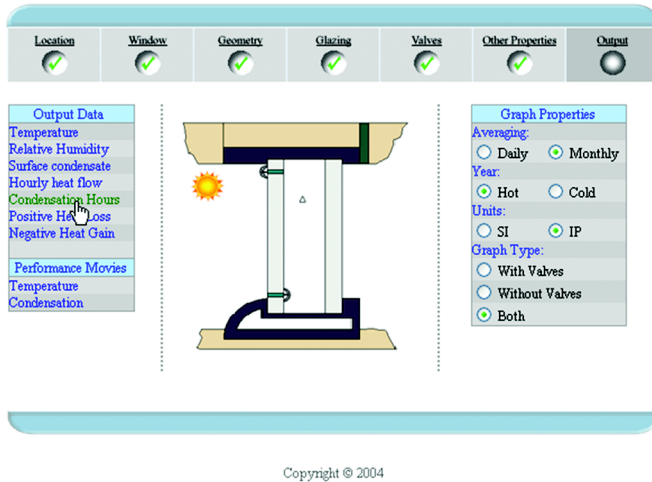 Location Window Geometry Glazing Valves Other Properties Output
Output Data
Temperature
Relative Humidity
Surface condensate
Hourly heat flow
Condensation Hours
Positive Heat Loss
Negative Heat Gain
Performance Movies
Temperature
Condensation
Graph Properties
Averaging:
Daily Monthly
Year:
Hot Cold
Units:
SI IP
Graph Type:
With Valves
Without Valves
Both
Copyright © 2004